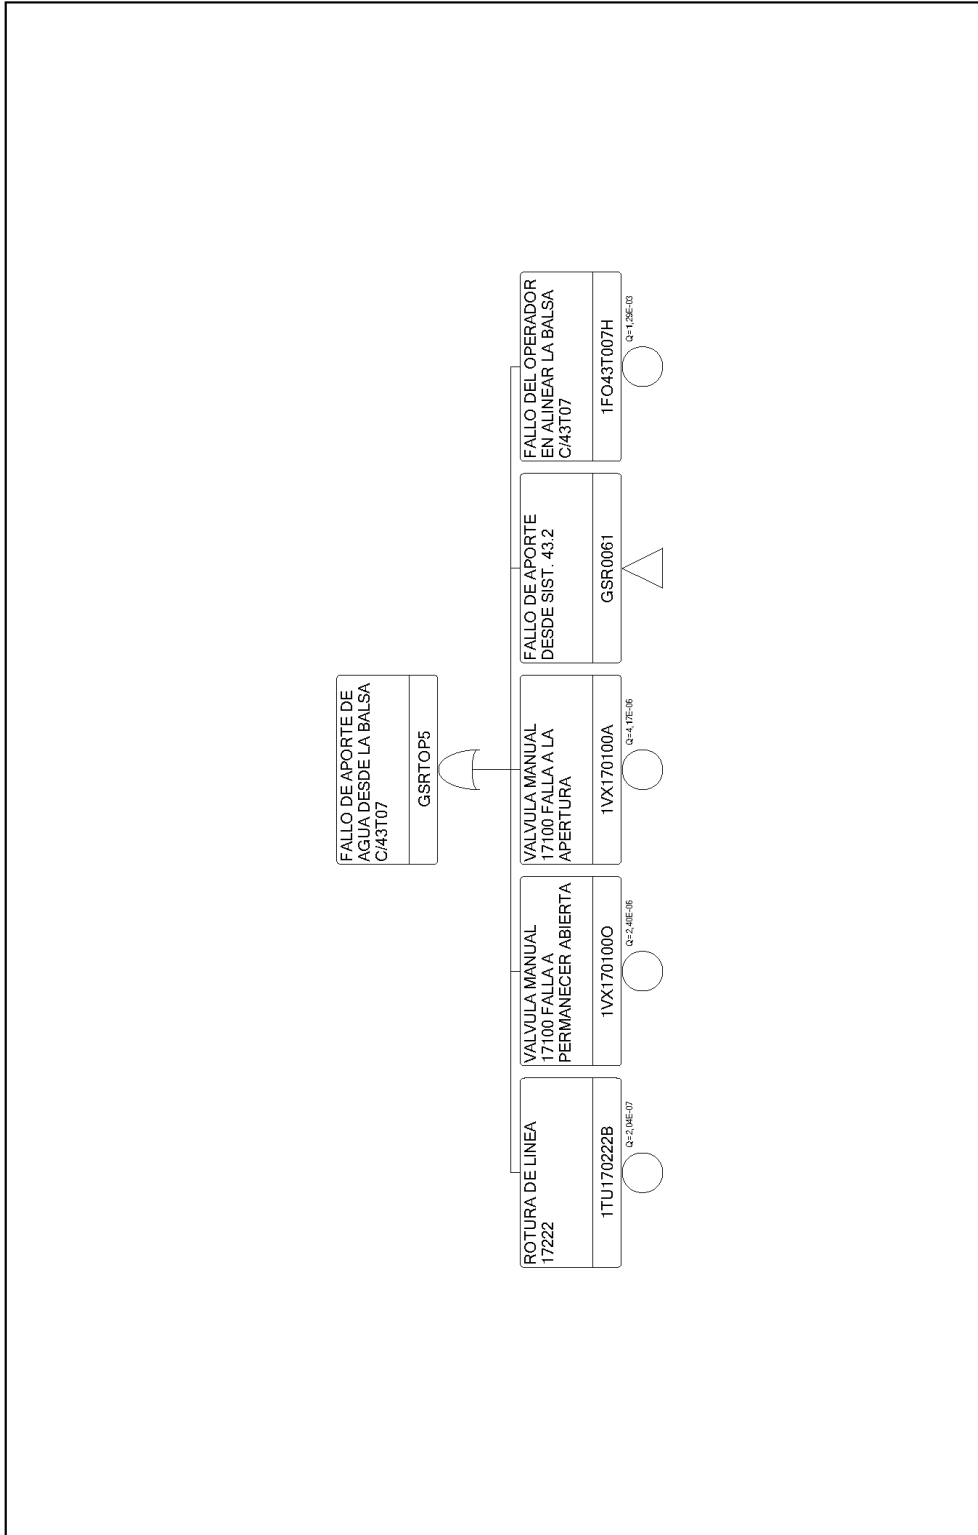 FALLO DE APORTE DE
AGUA DESDE LA BALSA
C/43T07
GSRTOP5
ROTURA DE LINEA
17222
1TU170222B
Q=2,04E-07
VALVULA MANUAL
17100 FALLA A
PERMANECER ABIERTA
1VX170100O
Q=2,40E-06
VALVULA MANUAL
17100 FALLA A LA
APERTURA
1VX170100A
Q=4,17E-06
FALLO DE APORTE
DESDE SIST. 43.2
GSR0061
FALLO DEL OPERADOR
EN ALINEAR LA BALSA
C/43T07
1FO43T007H
Q=1,29E-03